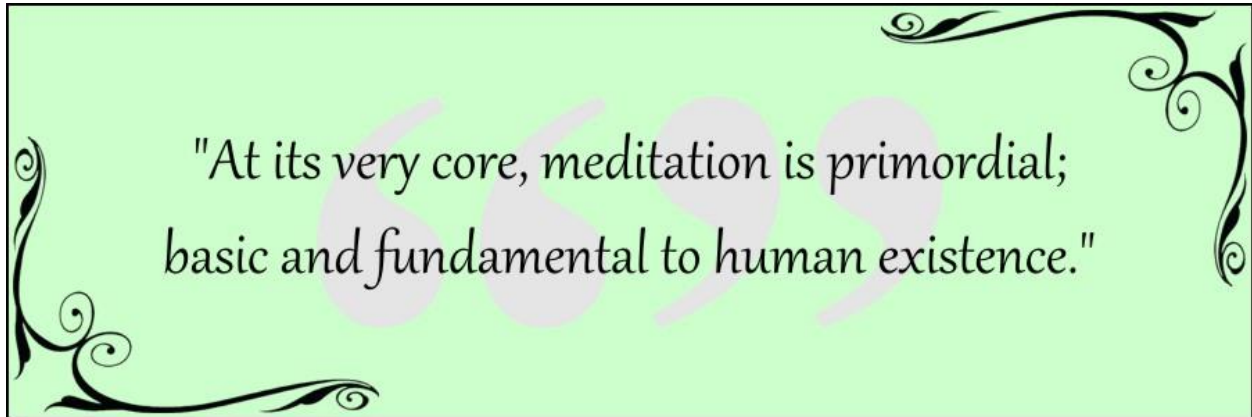 "At its very core, meditation is primordial;
basic and fundamental to human existence."